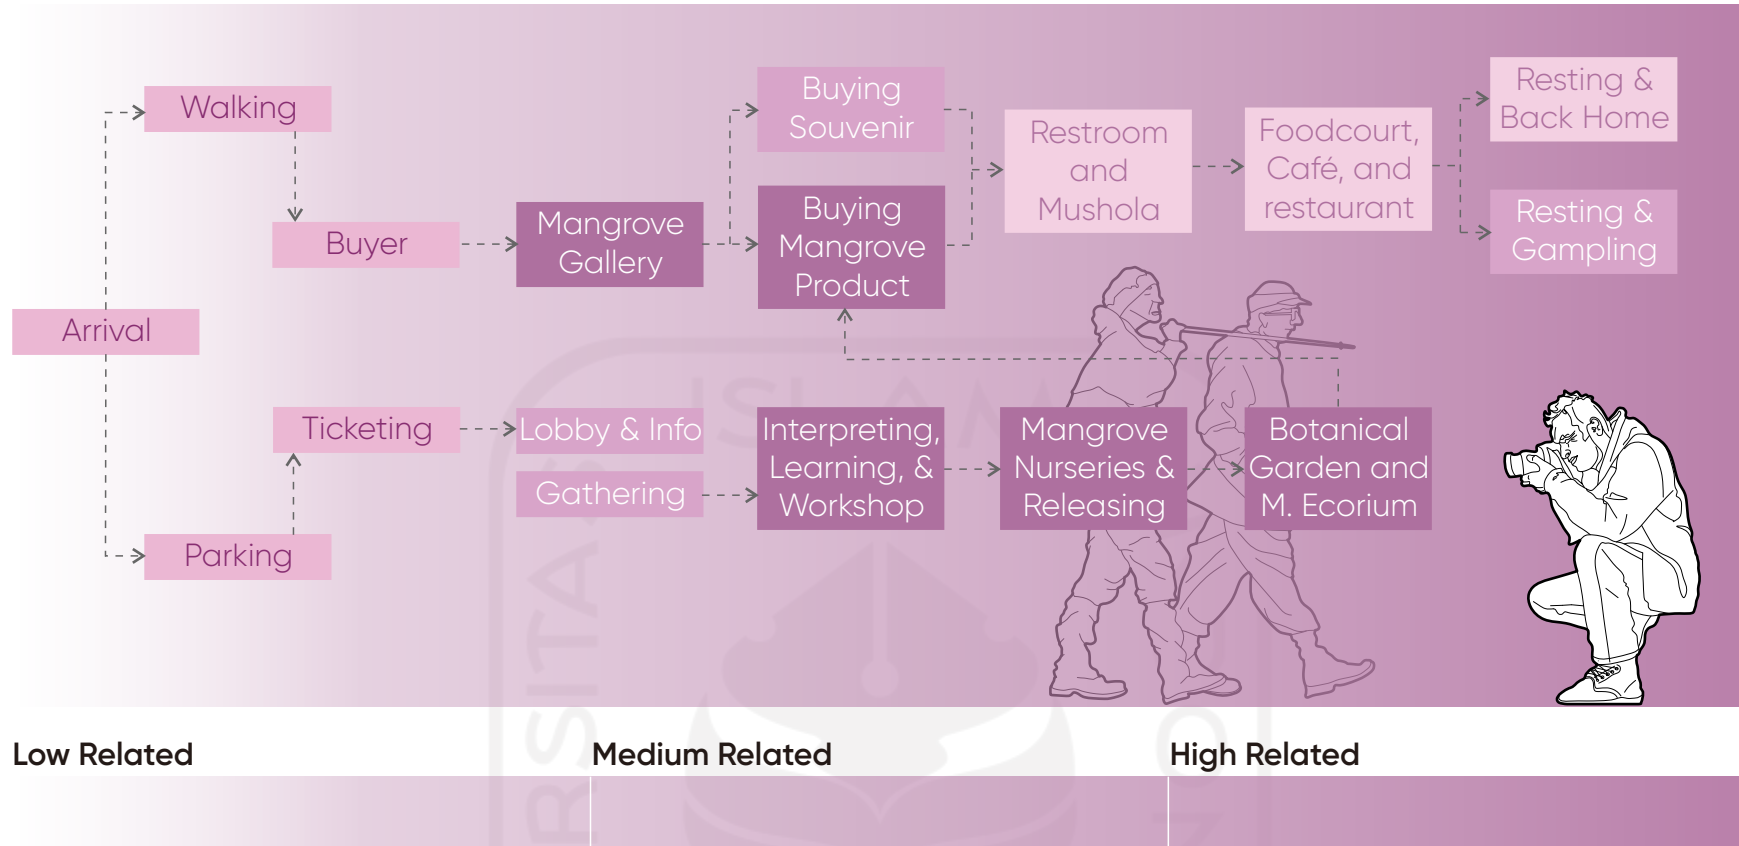 Walking
Buying
Souvenir
Restroom
and
Mushola
Foodcourt,
Café, and
restaurant
Resting &
Back Home
Buyer
Mangrove
Gallery
Buying
Mangrove
Product
Resting &
Gampling
Arrival
Ticketing
Lobby & Info
Gathering
Interpreting,
Learning, &
Workshop
Mangrove
Nurseries &
Releasing
Botanical
Garden and
M. Ecorium
Parking
ISLAM
Low Related
Medium Related
High Related